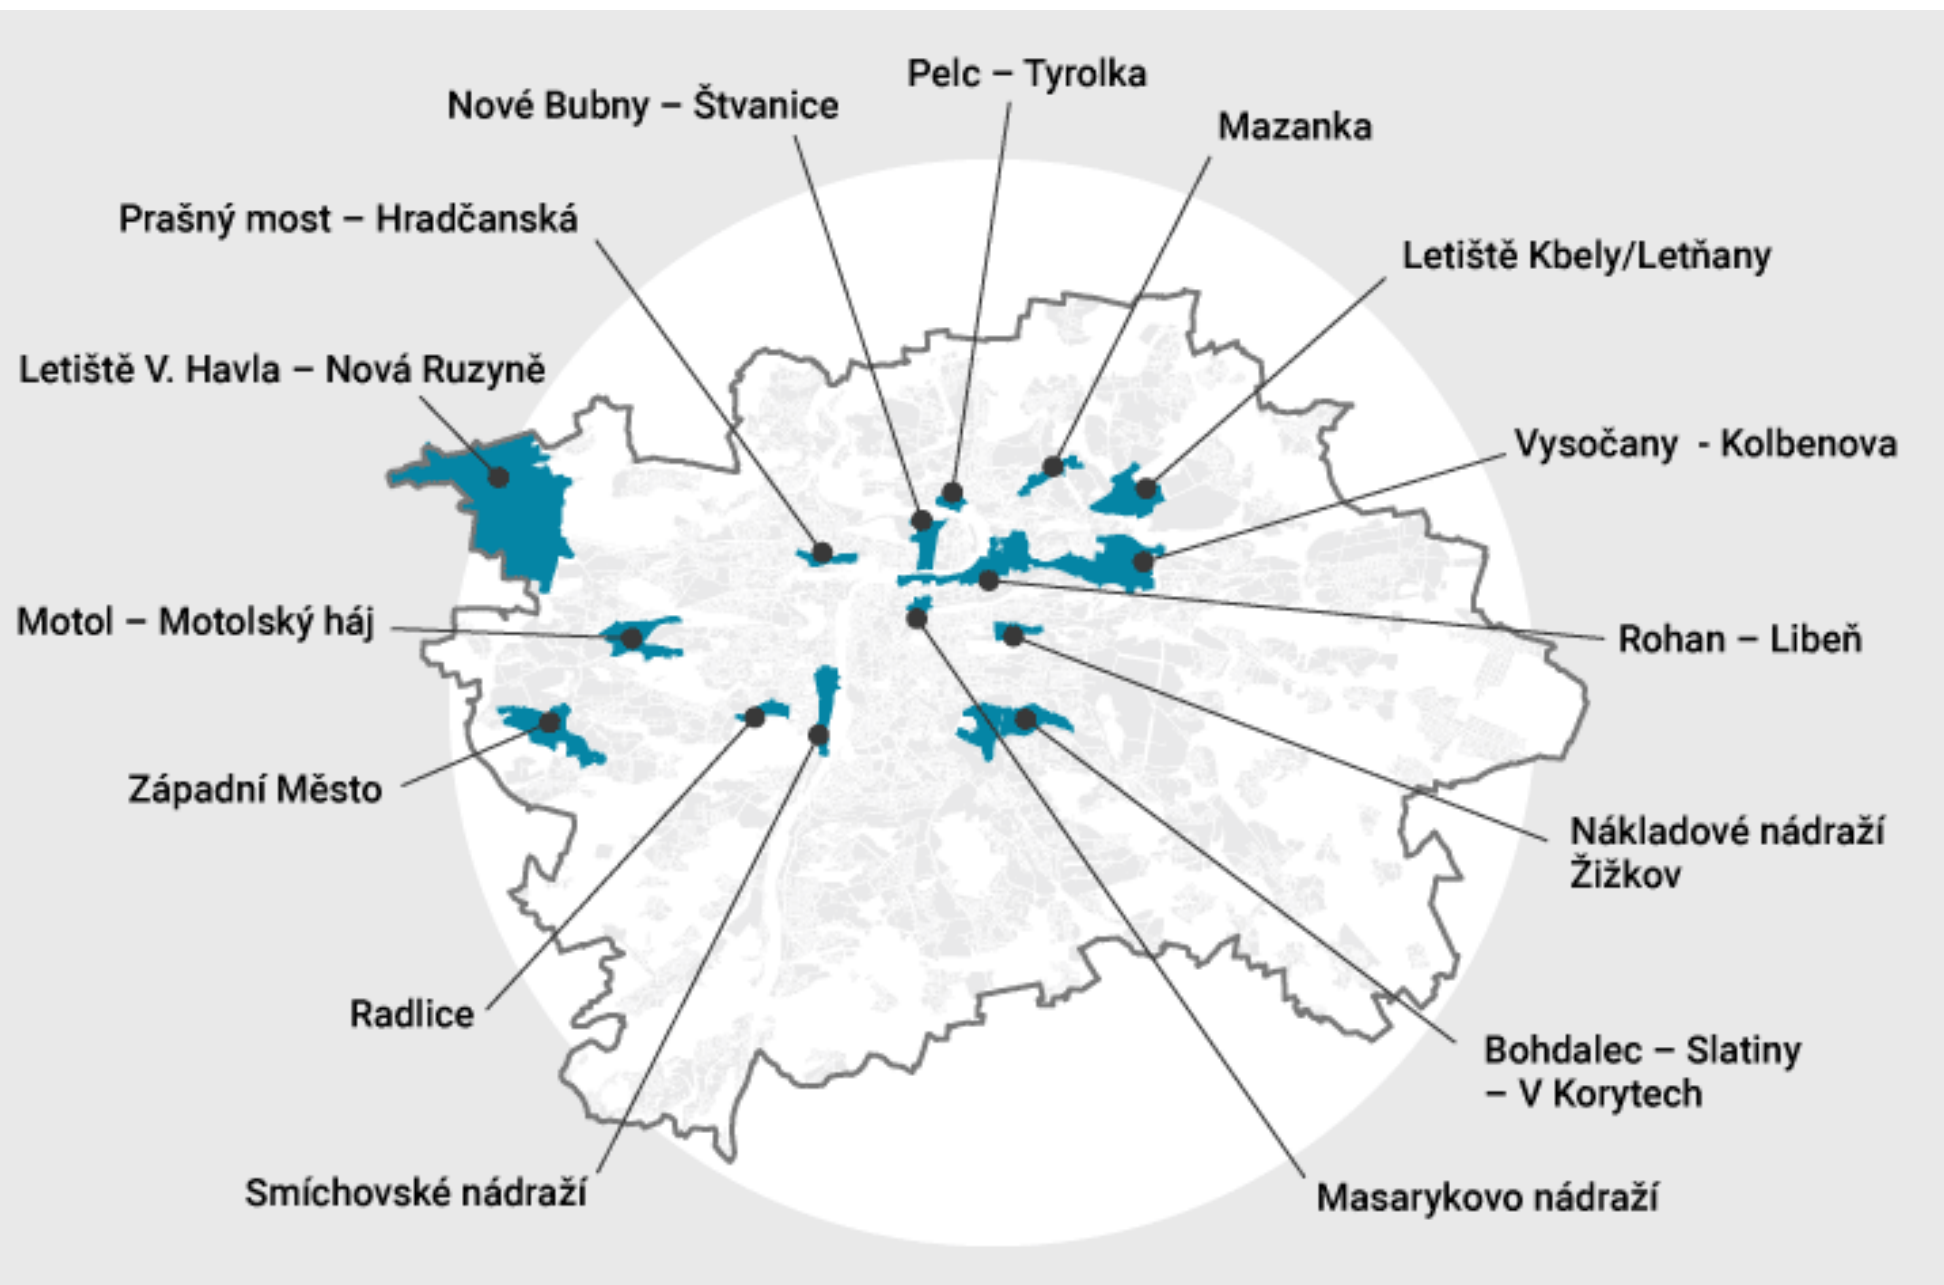 Pelc – Tyrolka
Nové Bubny – Štvanice
Mazanka
Prašný most – Hradčanská
Letiště Kbely/Letňany
Letiště V. Havla – Nová Ruzyně
Vysočany - Kolbenova
Motol – Motolský háj
Rohan – Libeň
Západní Město
Nákladové nádraží
Žižkov
Radlice
Bohdalec – Slatiny
– V Korytech
Smíchovské nádraží
Masarykovo nádraží